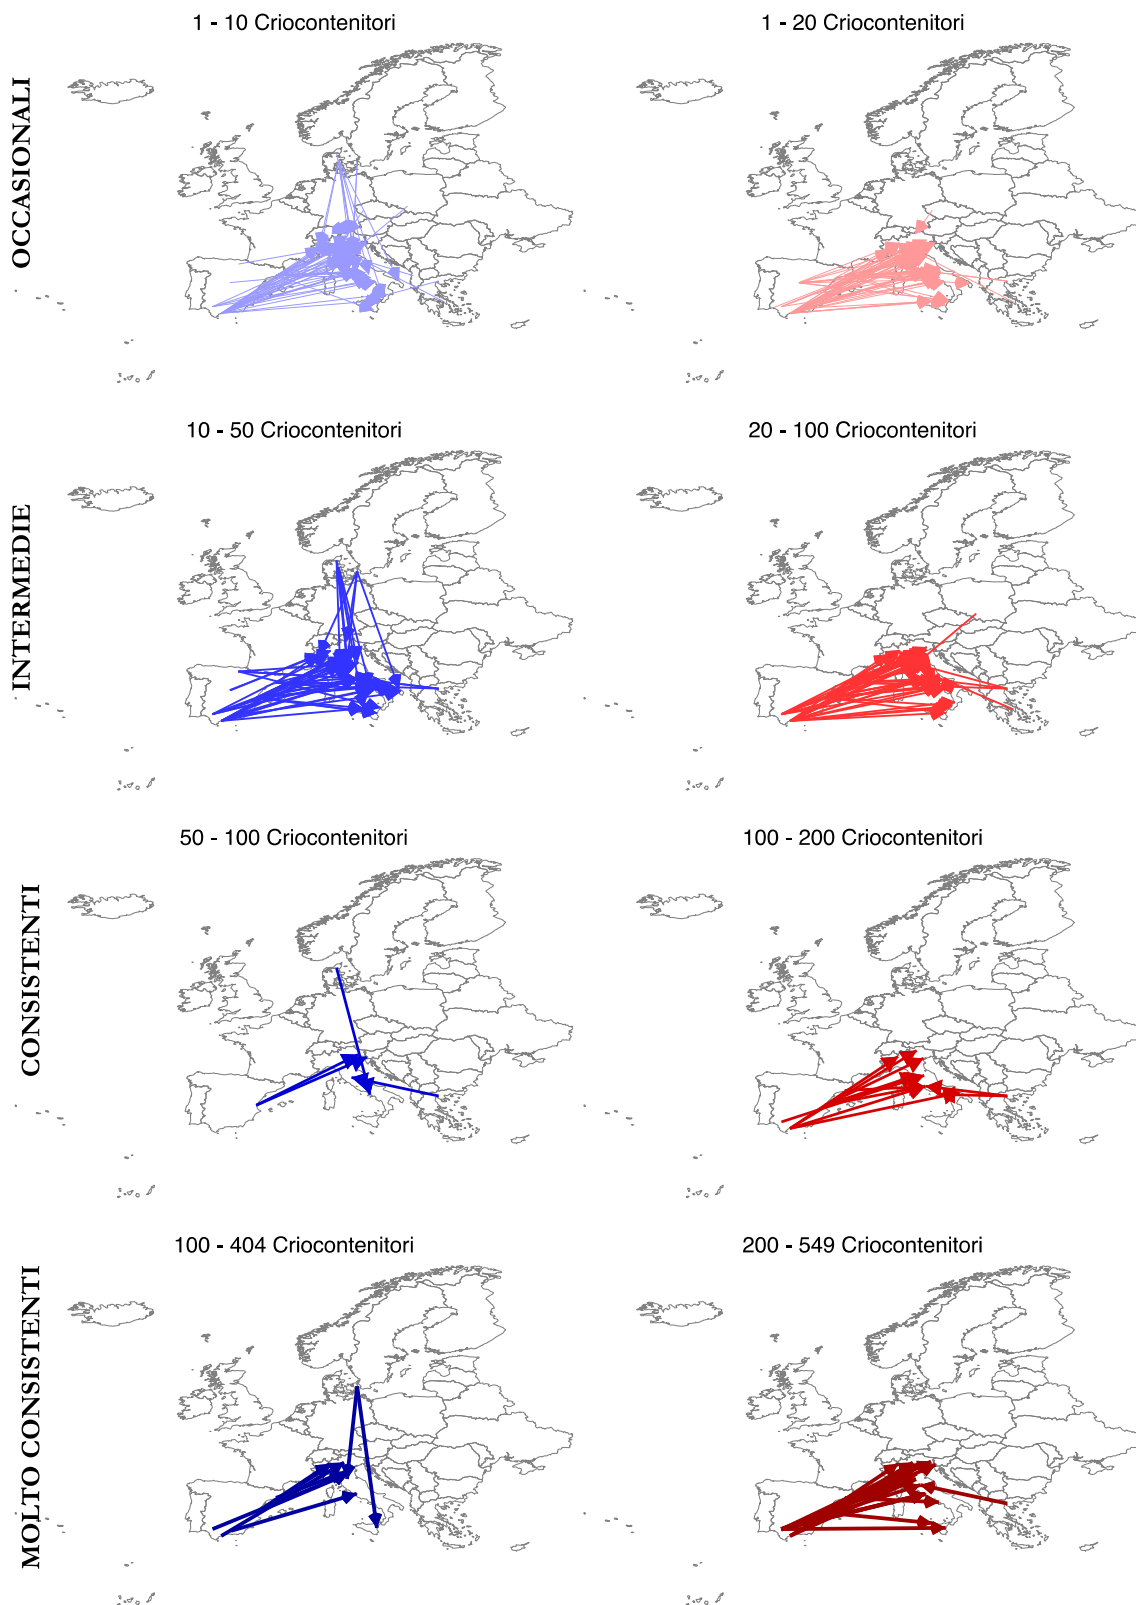 1 - 10 Criocontenitori
1 - 20 Criocontenitori
OCCASIONALI
10 - 50 Criocontenitori
20 - 100 Criocontenitori
INTERMEDIE
50 - 100 Criocontenitori
100 - 200 Criocontenitori
CONSISTENTI
100 - 404 Criocontenitori
200 - 549 Criocontenitori
MOLTO CONSISTENTI